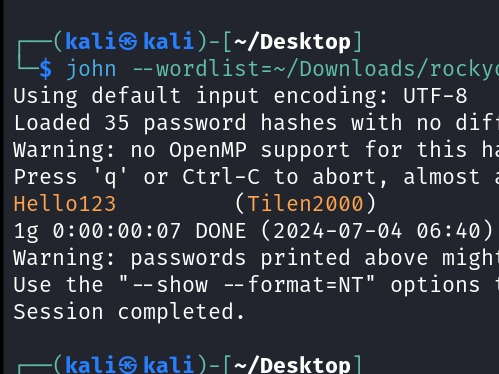 ┌──(kali㉿kali)-[~/Desktop]
└─$ john --wordlist=~/Downloads/rockyo
Using default input encoding: UTF-8
Loaded 35 password hashes with no diff
Warning: no OpenMP support for this ha
Press 'q' or Ctrl-C to abort, almost a
Hello123         (Tilen2000)
1g 0:00:00:07 DONE (2024-07-04 06:40)
Warning: passwords printed above might
Use the "--show --format=NT" options t
Session completed.
┌──(kali㉿kali)-[~/Desktop]